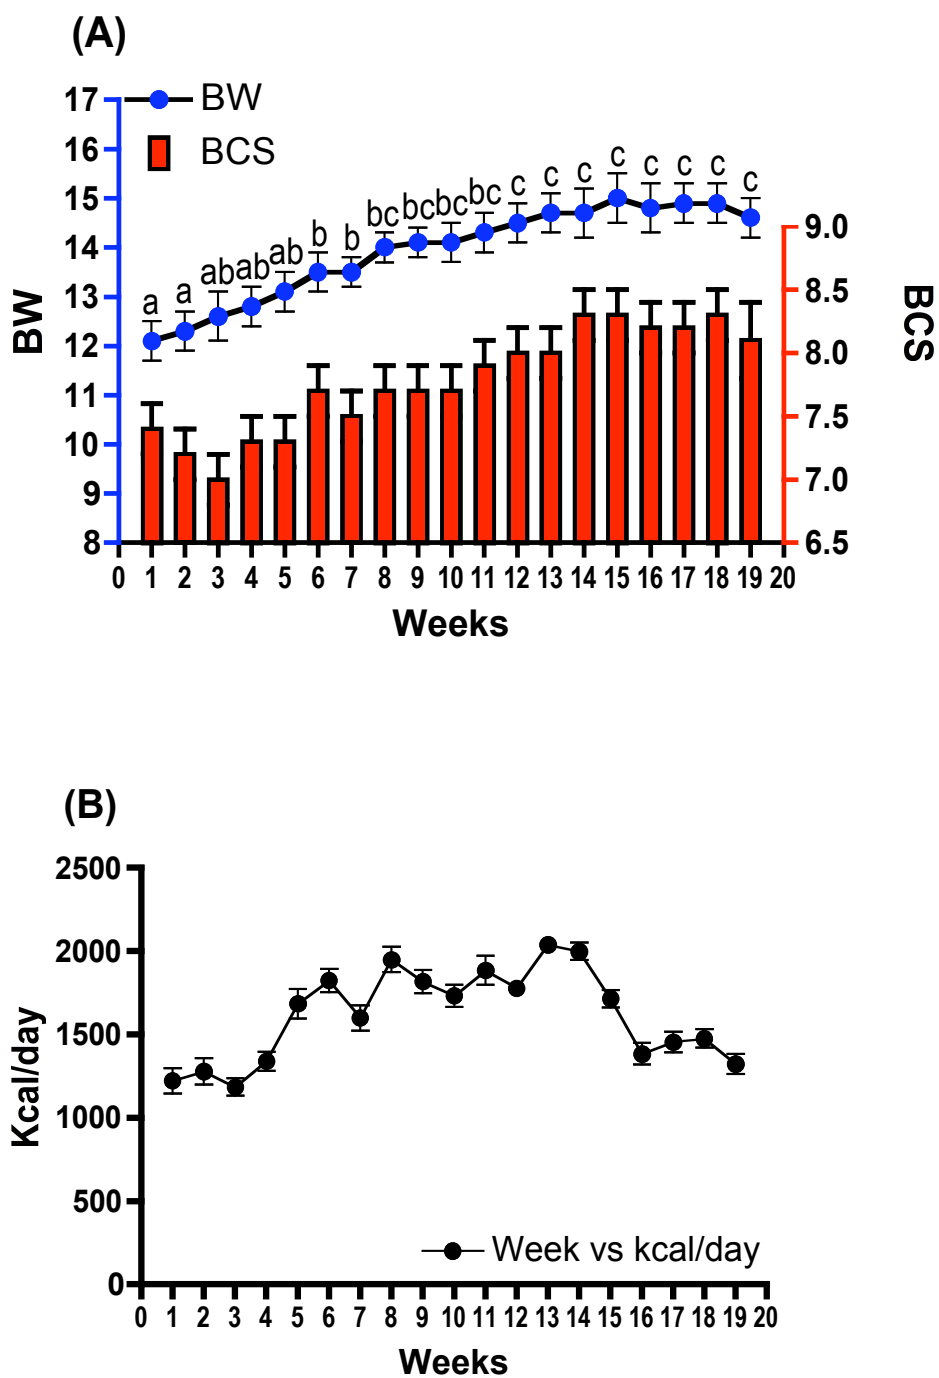 (A)
BW
BCS
17
16
15
14
13
12
11
10
9
8
BW
a a ab ab ab b b bc bc bc bc c c c c c c c c
9.0
8.5
8.0
7.5
7.0
6.5
BCS
0 1 2 3 4 5 6 7 8 9 10 11 12 13 14 15 16 17 18 19 20
Weeks
(B)
2500
2000
1500
1000
500
0
Kcal/day
Week vs kcal/day
0 1 2 3 4 5 6 7 8 9 10 11 12 13 14 15 16 17 18 19 20
Weeks